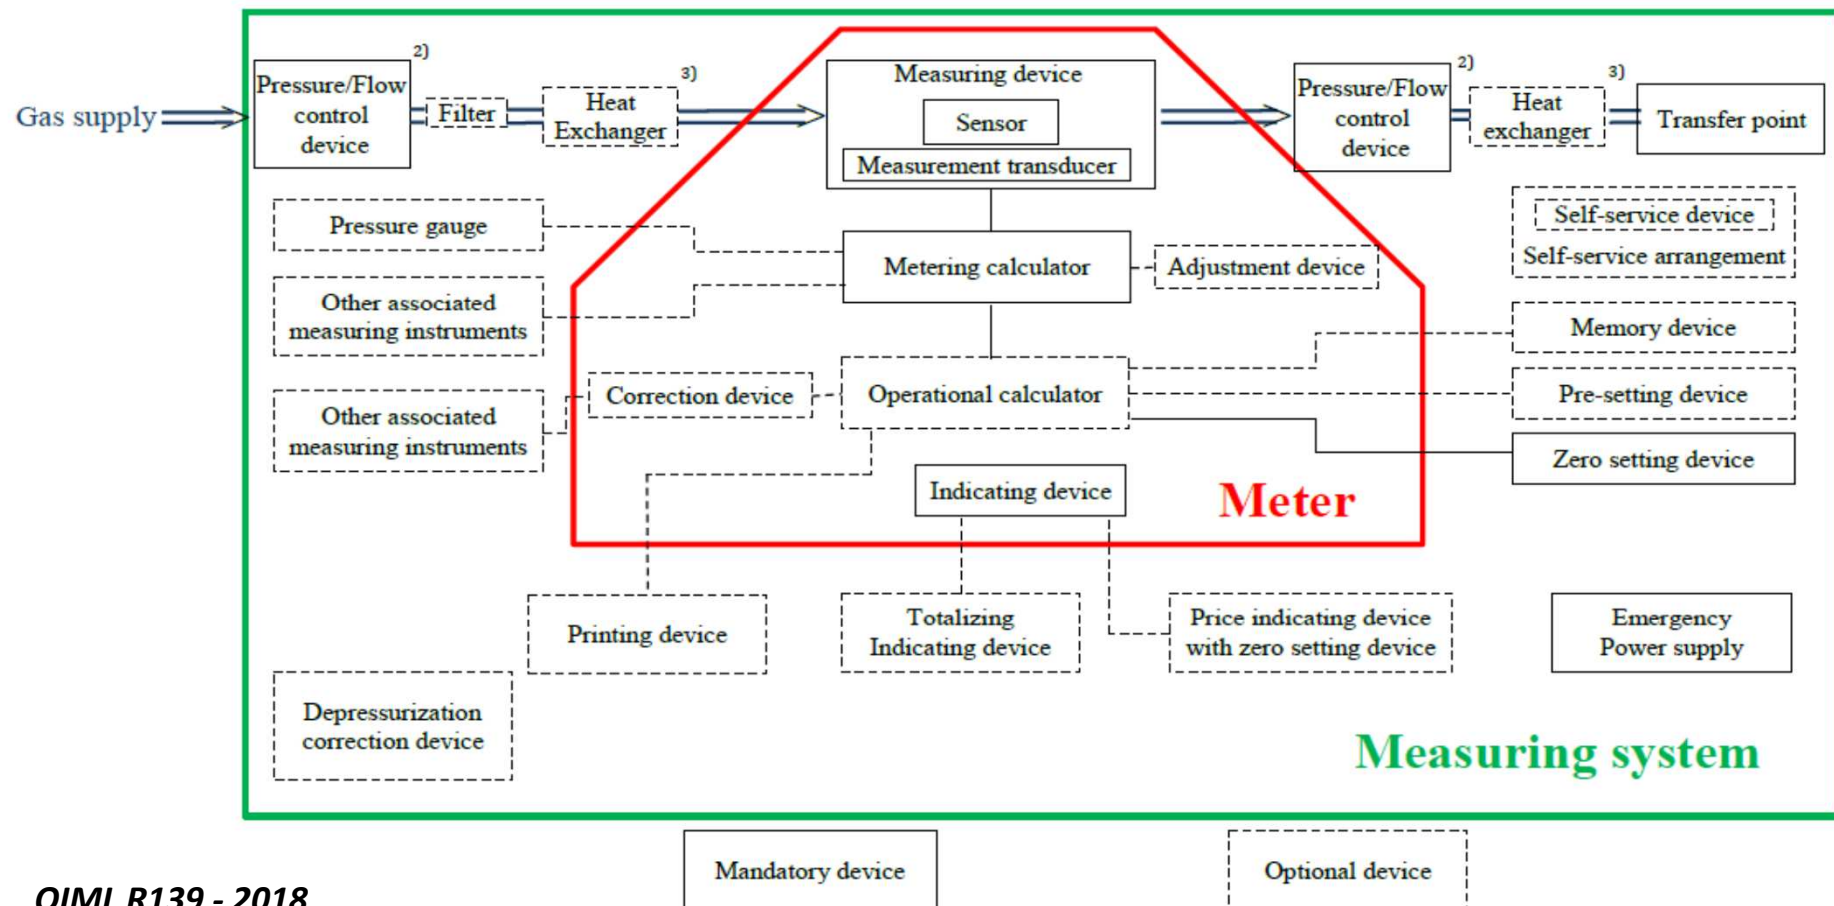 Gas supply
Pressure/Flow
control
device
2)
Filter
Heat
Exchanger
3)
Measuring device
Sensor
Measurement transducer
Pressure/Flow
control
device
2)
Heat
exchanger
3)
Transfer point
Pressure gauge
Metering calculator
Adjustment device
Self-service device
Self-service arrangement
Other associated
measuring instruments
Memory device
Other associated
measuring instruments
Correction device
Operational calculator
Pre-setting device
Zero setting device
Indicating device
Meter
Printing device
Totalizing
Indicating device
Price indicating device
with zero setting device
Emergency
Power supply
Depressurization
correction device
Measuring system
Mandatory device
Optional device
OIML R139 - 2018